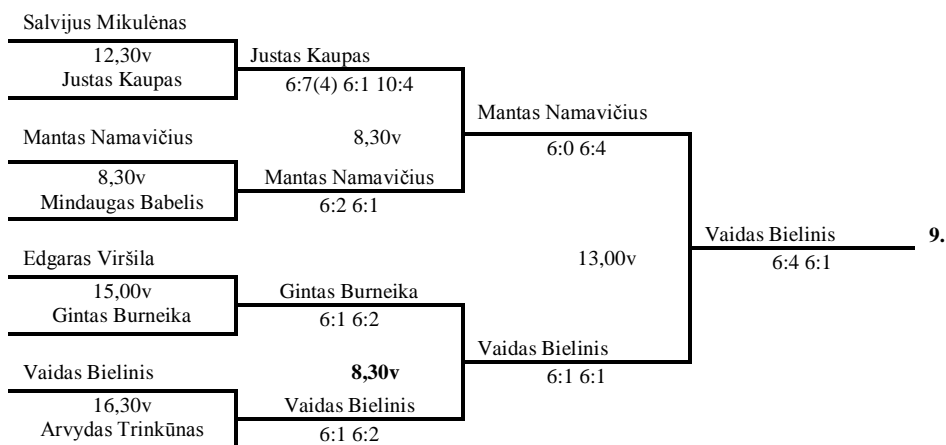 Salvijus Mikulėnas
12,30v
Justas Kaupas
Justas Kaupas
6:7(4) 6:1 10:4
Mantas Namavičius
8,30v
Mantas Namavičius
6:0 6:4
8,30v
Mindaugas Babelis
Mantas Namavičius
6:2 6:1
Vaidas Bielinis
9.
6:4 6:1
13,00v
Edgaras Viršila
15,00v
Gintas Burneika
Gintas Burneika
6:1 6:2
Vaidas Bielinis
8,30v
Vaidas Bielinis
6:1 6:1
16,30v
Arvydas Trinkūnas
Vaidas Bielinis
6:1 6:2